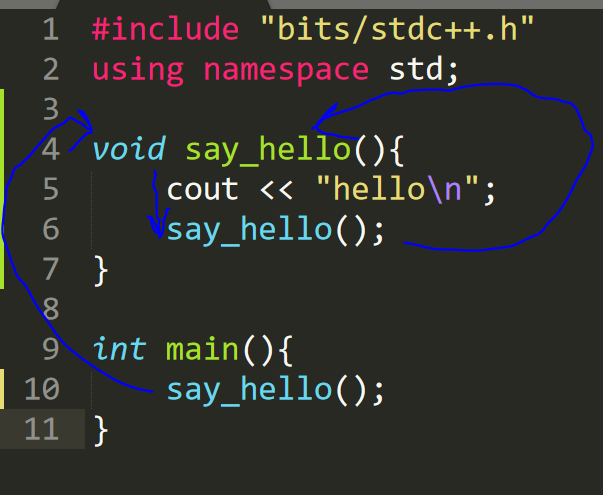 1 #include "bits/stdc++.h"
2 using namespace std;
3
4 void say_hello(){
5     cout << "hello\n";
6     say_hello();
7 }
8
9 int main(){
10     say_hello();
11 }